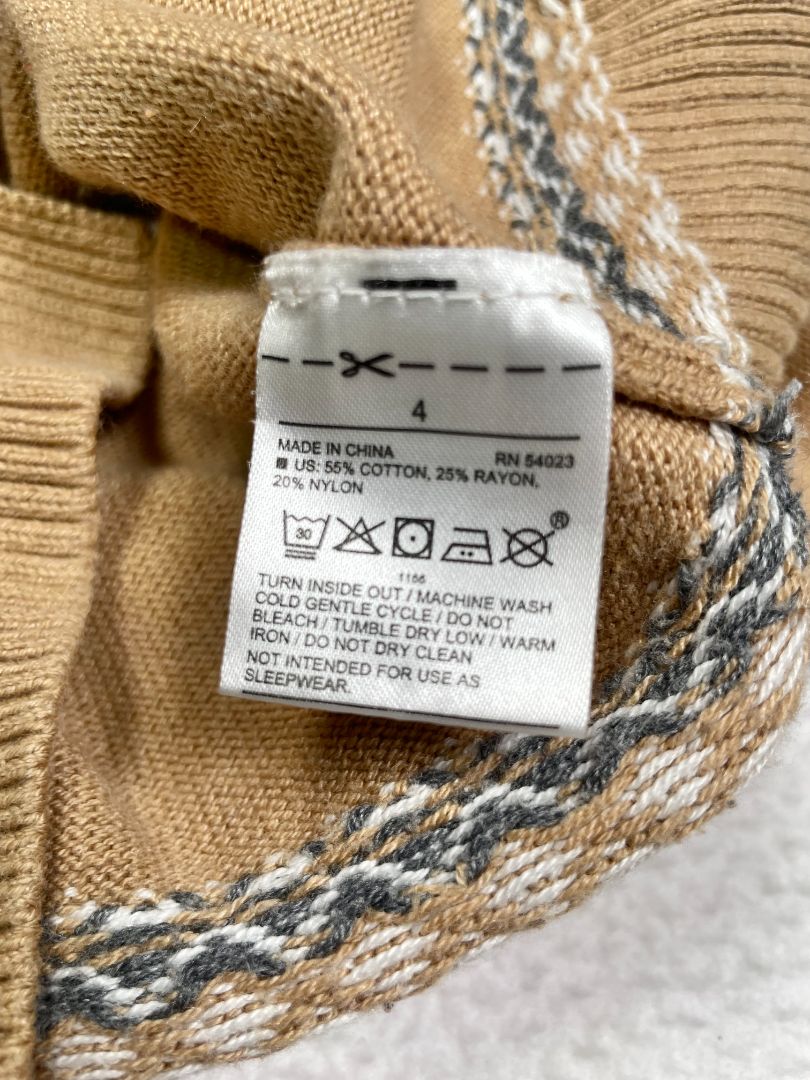 4
MADE IN CHINA RN 54023
US: 55% COTTON, 25% RAYON,
20% NYLON
30
®
1156
TURN INSIDE OUT / MACHINE WASH
COLD GENTLE CYCLE / DO NOT
BLEACH / TUMBLE DRY LOW / WARM
IRON / DO NOT DRY CLEAN
NOT INTENDED FOR USE AS
SLEEPWEAR.